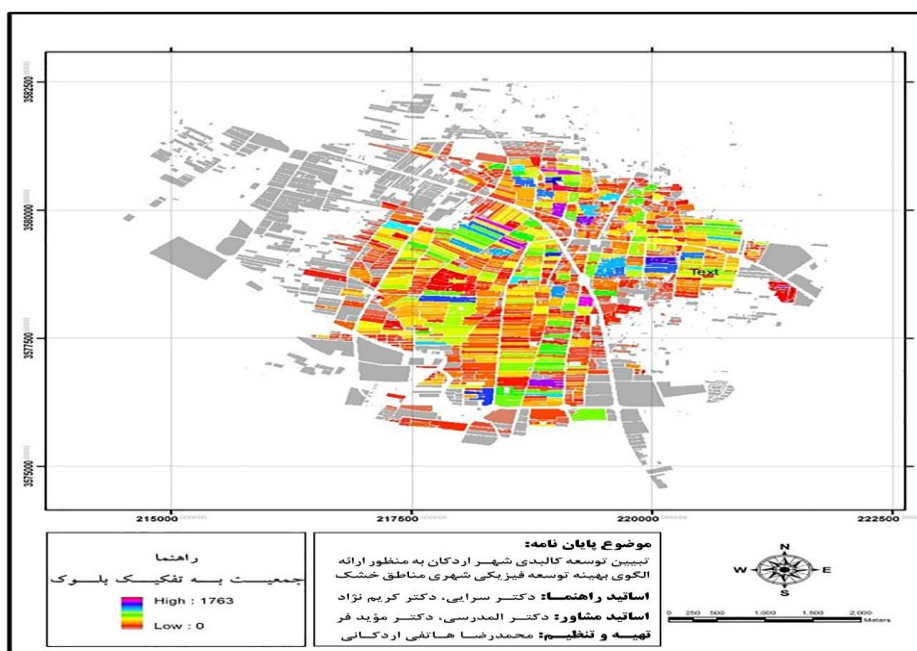 3582500
3580000
3577500
3575000
215000
217500
220000
222500
Text
راهنما
جمعیت به تفکیک بلوک
High : 1763
Low : 0
موضوع پایان نامه:
تبیین توسعه کالبدی شهر اردکان به منظور ارائه
الگوی بهینه توسعه فیزیکی شهری مناطق خشک
اساتید راهنما: دکتر سرایی، دکتر کریم نژاد
اساتید مشاور: دکتر المدرسی، دکتر مؤید فر
تهیه و تنظیم: محمدرضا هاتفی اردکانی
N
W E
S
0 250 500 1,000 1,500 2,000
Meters